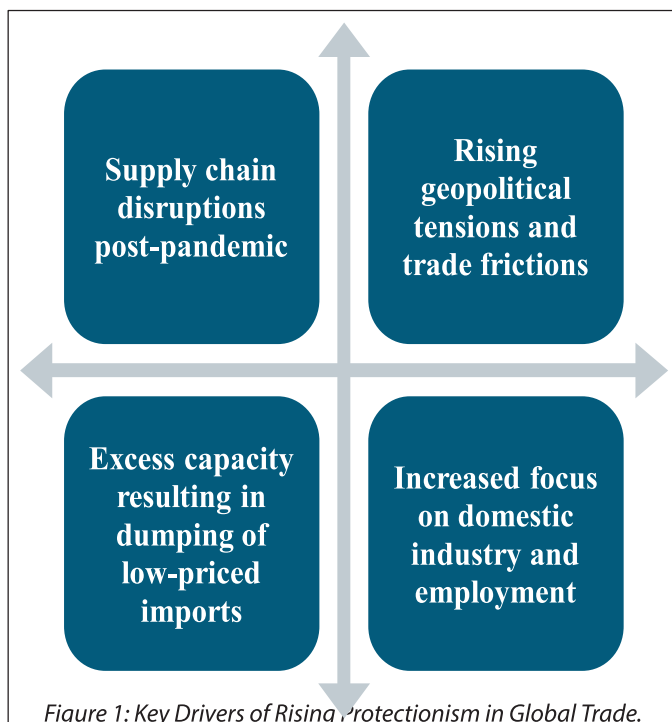 Supply chain
disruptions
post-pandemic
Rising
geopolitical
tensions and
trade frictions
Excess capacity
resulting in
dumping of
low-priced
imports
Increased focus
on domestic
industry and
employment
Figure 1: Key Drivers of Rising Protectionism in Global Trade.